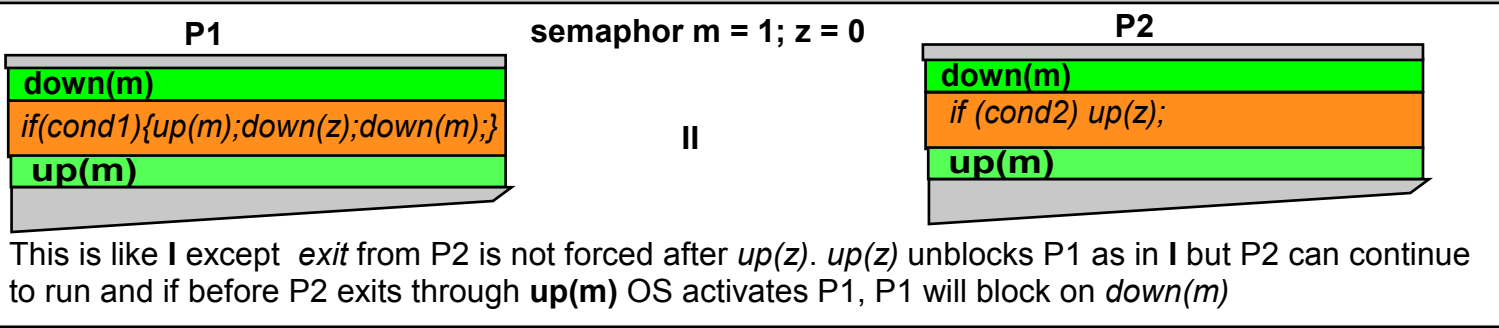 P1 semaphor m = 1; z = 0 P2
down(m) down(m)
if(cond1){up(m);down(z);down(m);} II if (cond2) up(z);
up(m) up(m)
This is like I except exit from P2 is not forced after up(z). up(z) unblocks P1 as in I but P2 can continue
to run and if before P2 exits through up(m) OS activates P1, P1 will block on down(m)